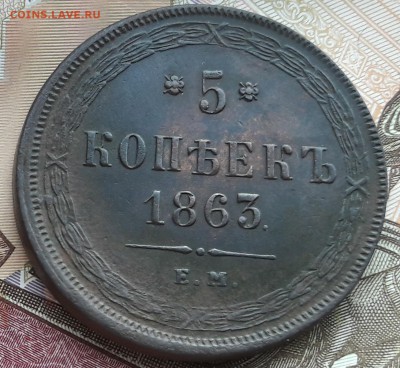 COINS.LAVE.RU
* 5 *
КОПѢЕКЪ
1863.
Е.М.